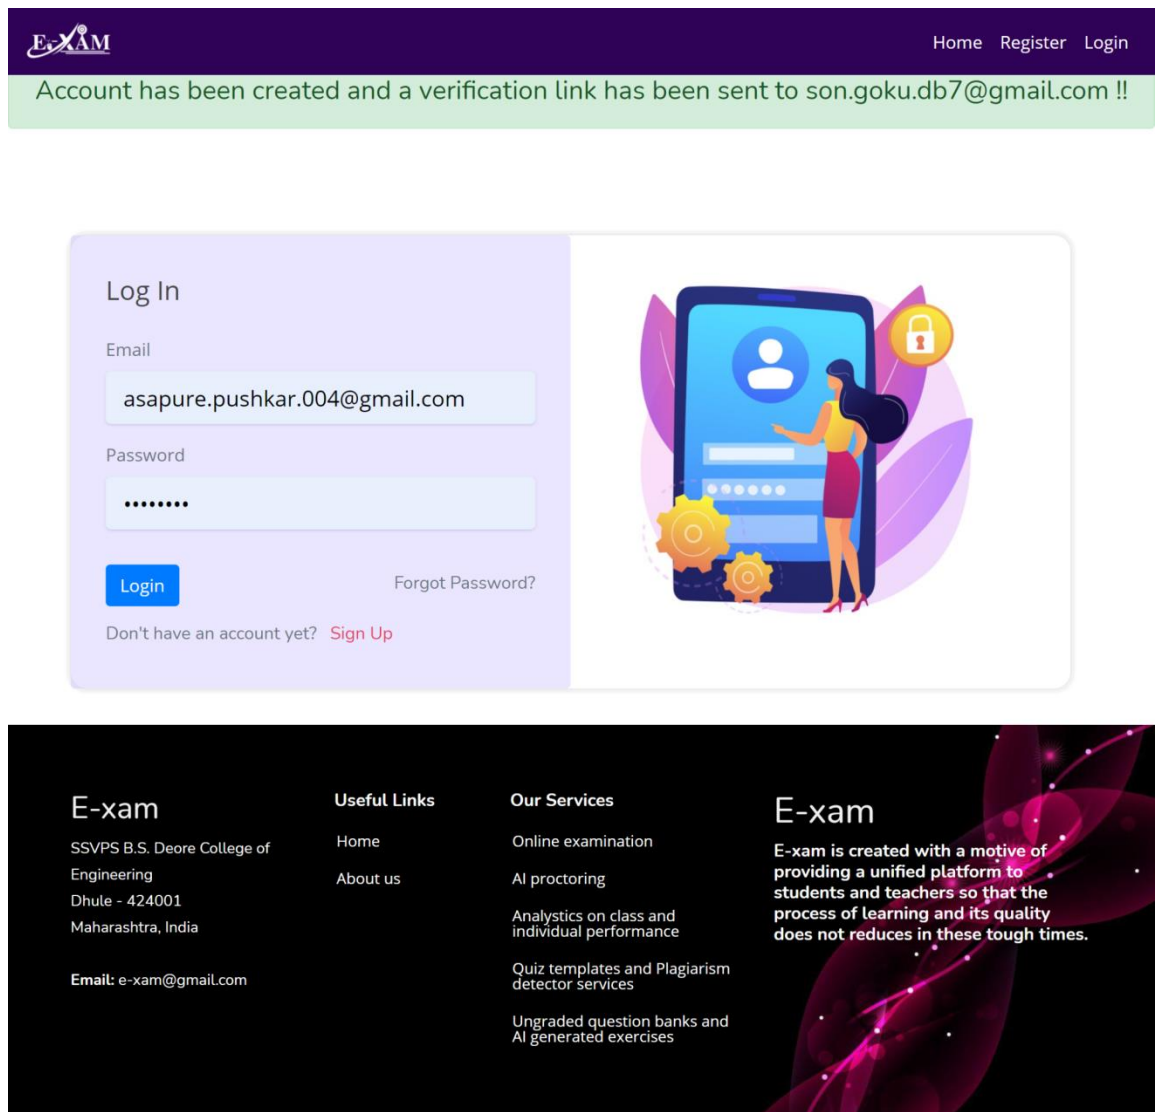 E-XAM
Home Register Login
Account has been created and a verification link has been sent to son.goku.db7@gmail.com !!
Log In
Email
asapure.pushkar.004@gmail.com
Password
••••••••
Login
Forgot Password?
Don't have an account yet? Sign Up
E-xam
SSVPS B.S. Deore College of
Engineering
Dhule - 424001
Maharashtra, India
Email: e-xam@gmail.com
Useful Links
Home
About us
Our Services
Online examination
AI proctoring
Analystics on class and
individual performance
Quiz templates and Plagiarism
detector services
Ungraded question banks and
AI generated exercises
E-xam
E-xam is created with a motive of
providing a unified platform to
students and teachers so that the
process of learning and its quality
does not reduces in these tough times.